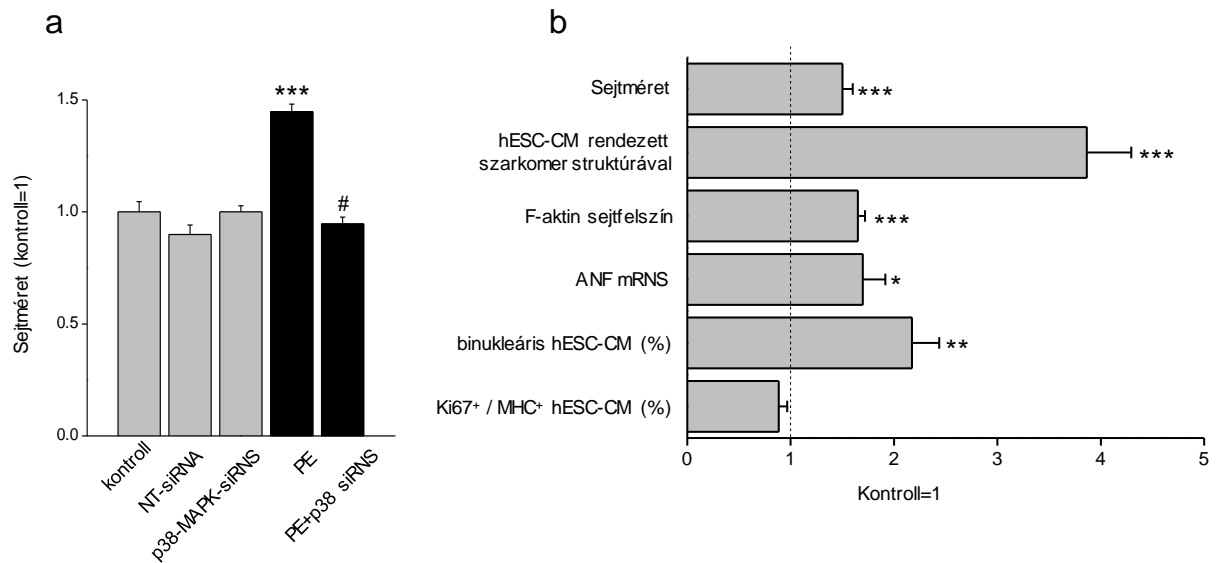 a
1.5
1.0
0.5
0.0
Sejtméret (kontroll=1)
***
#
kontroll
NT-siRNA
p38-MAPK-siRNS
PE
PE+p38 siRNS
b
Sejtméret
***
hESC-CM rendezett
szarkomer struktúrával
***
F-aktin sejtfelszín
***
ANF mRNS
*
binukleáris hESC-CM (%)
**
Ki67⁺ / MHC⁺ hESC-CM (%)
0 1 2 3 4 5
Kontroll=1